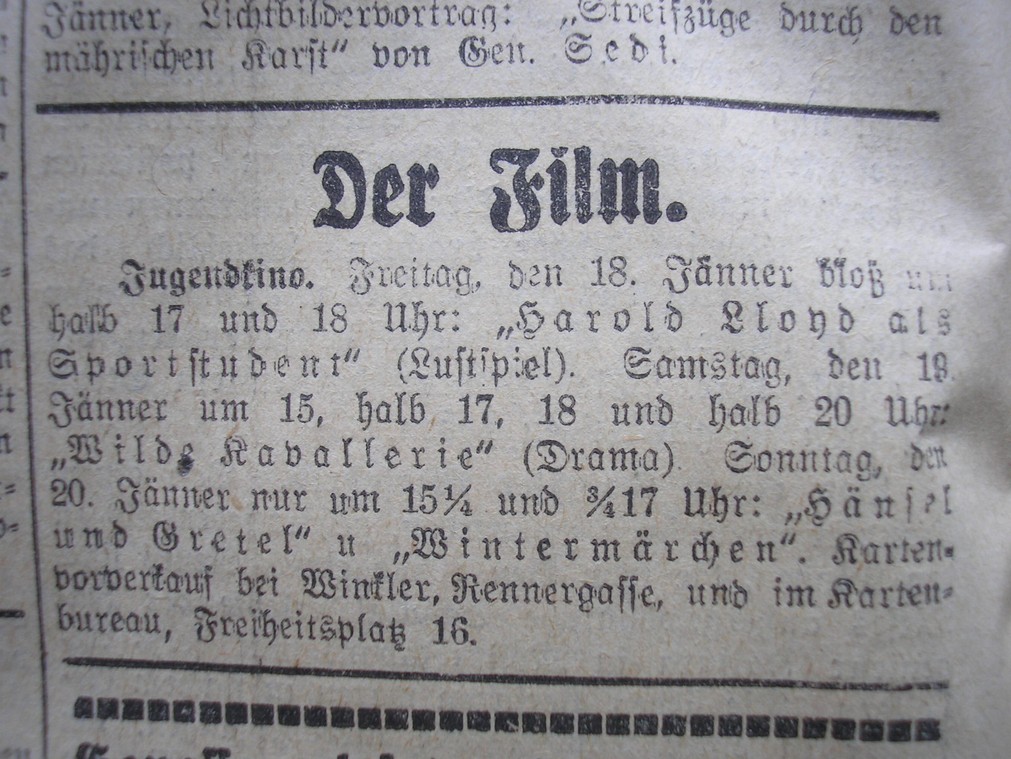 Jänner, Lichtbildervortrag: „Streifzüge durch den
mährischen Karst“ von Gen. Sedl.
Der Film.
Jugendkino. Freitag, den 18. Jänner bloß um
halb 17 und 18 Uhr: „Harold Lloyd als
Sportstudent“ (Lustspiel). Samstag, den 19.
Jänner um 15, halb 17, 18 und halb 20 Uhr:
„Wilde Kavallerie“ (Drama). Sonntag, den
20. Jänner nur um 15¼ und ¾17 Uhr: „Hänsel
und Gretel“ u „Wintermärchen“. Karten-
vorverkauf bei Winkler, Rennergasse, und im Karten-
bureau, Freiheitsplatz 16.